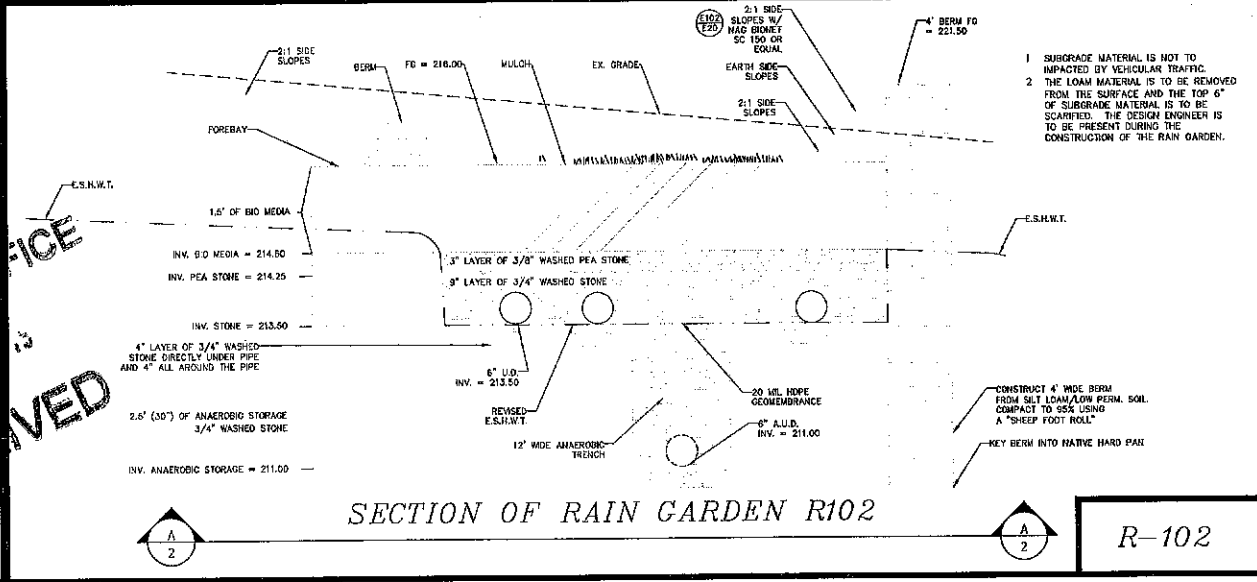 2:1 SIDE
SLOPES
BERM
FG = 216.00
MULCH
EX. GRADE
E102
E20
2:1 SIDE
SLOPES W/
NAG BIONET
SC 150 OR
EQUAL
EARTH SIDE
SLOPES
2:1 SIDE
SLOPES
4' BERM FG
= 221.50
1 SUBGRADE MATERIAL IS NOT TO
IMPACTED BY VEHICULAR TRAFFIC.
2 THE LOAM MATERIAL IS TO BE REMOVED
FROM THE SURFACE AND THE TOP 6"
OF SUBGRADE MATERIAL IS TO BE
SCARIFIED. THE DESIGN ENGINEER IS
TO BE PRESENT DURING THE
CONSTRUCTION OF THE RAIN GARDEN.
FOREBAY
E.S.H.W.T.
1.5' OF BIO MEDIA
E.S.H.W.T.
FICE
INV. BIO MEDIA = 214.50
INV. PEA STONE = 214.25
3" LAYER OF 3/8" WASHED PEA STONE
9" LAYER OF 3/4" WASHED STONE
INV. STONE = 213.50
4" LAYER OF 3/4" WASHED
STONE DIRECTLY UNDER PIPE
AND 4" ALL AROUND THE PIPE
6" U.D.
INV. = 213.50
VED
2.5' (30") OF ANAEROBIC STORAGE
3/4" WASHED STONE
REVISED
E.S.H.W.T.
20 MIL HDPE
GEOMEMBRANCE
12' WIDE ANAEROBIC
TRENCH
6" A.U.D.
INV. = 211.00
CONSTRUCT 4' WIDE BERM
FROM SILT LOAM/LOW PERM. SOIL.
COMPACT TO 95% USING
A "SHEEP FOOT ROLL"
KEY BERM INTO NATIVE HARD PAN
INV. ANAEROBIC STORAGE = 211.00
SECTION OF RAIN GARDEN R102
A
2
A
2
R-102